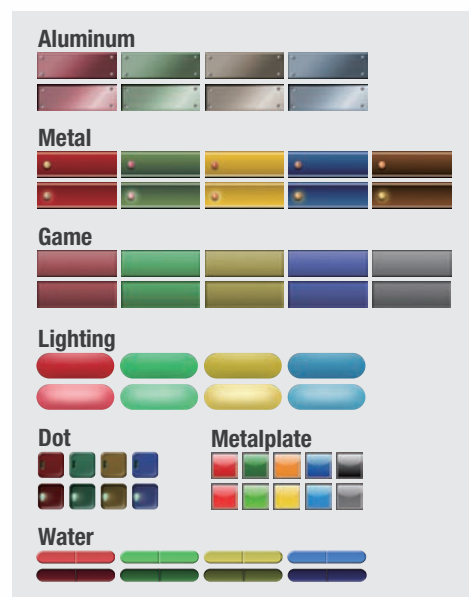 Aluminum
Metal
Game
Lighting
Dot
Metalplate
Water